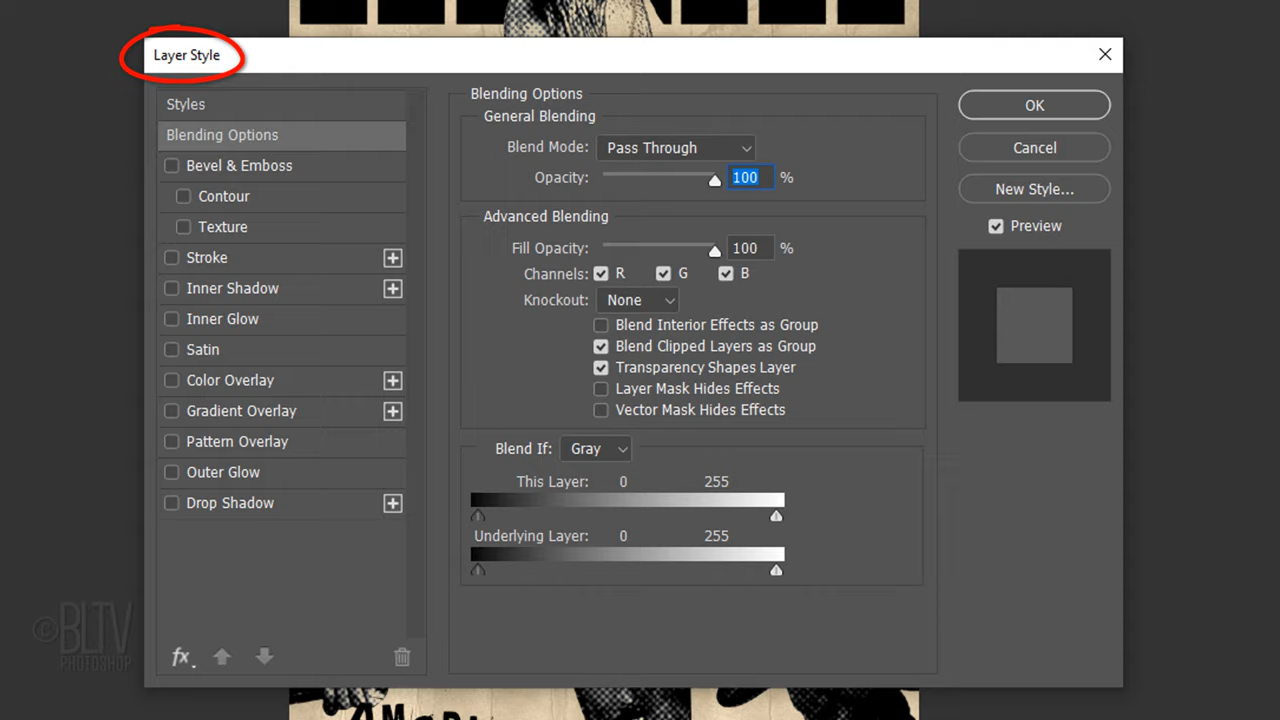 Layer Style
Styles
Blending Options
Bevel & Emboss
Contour
Texture
Stroke
Inner Shadow
Inner Glow
Satin
Color Overlay
Gradient Overlay
Pattern Overlay
Outer Glow
Drop Shadow
fx
Blending Options
General Blending
Blend Mode: Pass Through
Opacity: 100 %
Advanced Blending
Fill Opacity: 100 %
Channels: R G B
Knockout: None
Blend Interior Effects as Group
Blend Clipped Layers as Group
Transparency Shapes Layer
Layer Mask Hides Effects
Vector Mask Hides Effects
Blend If: Gray
This Layer: 0 255
Underlying Layer: 0 255
OK
Cancel
New Style...
Preview
© BLTV
PHOTOSHOP